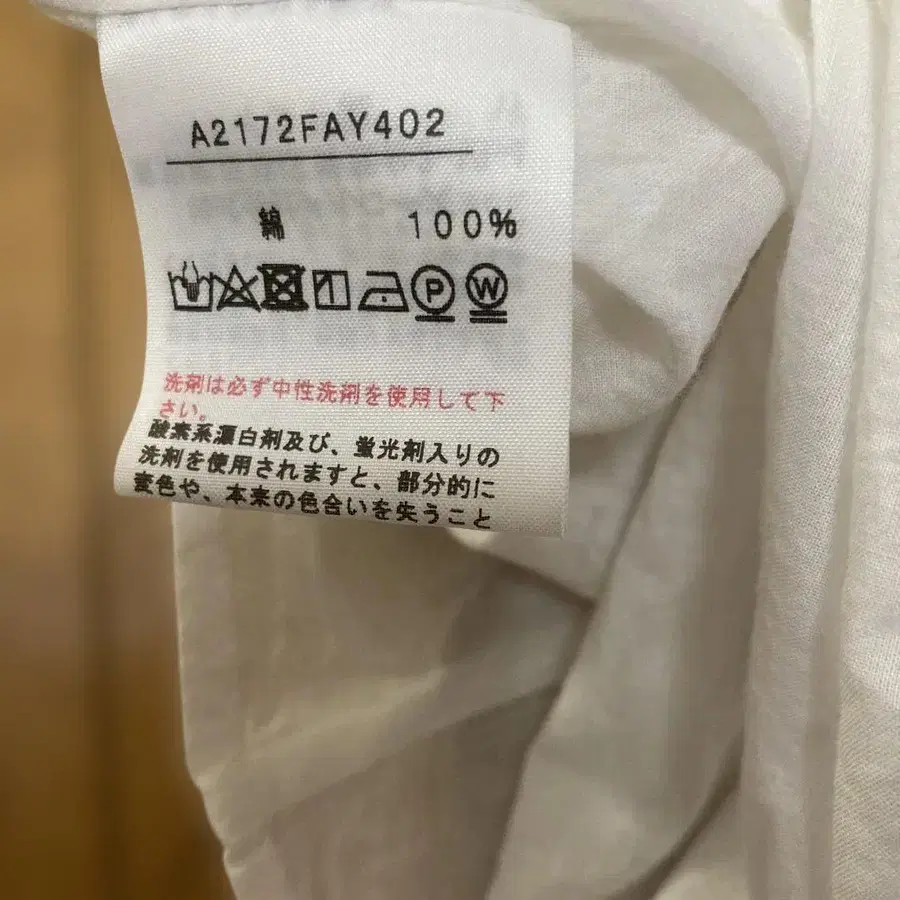 A2172FAY402
綿 100%
P W
洗剤は必ず中性洗剤を使用して下
さい。
酸素系漂白剤及び、蛍光剤入りの
洗剤を使用されますと、部分的に
変色や、本来の色合いを失うこと